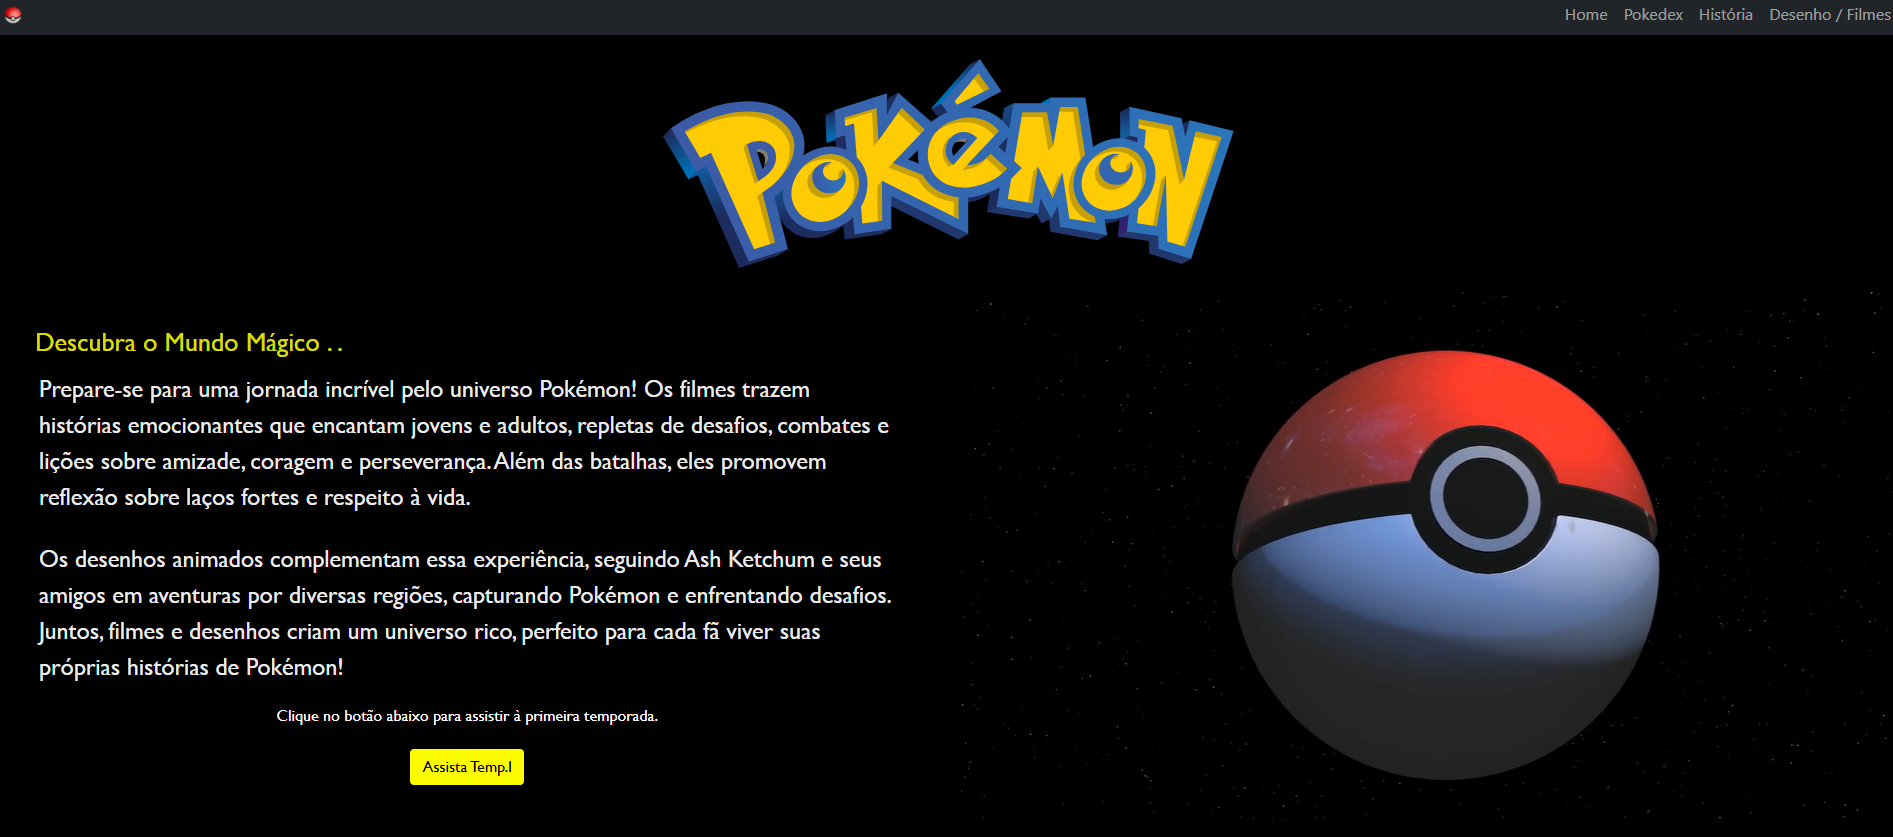 Home Pokedex História Desenho / Filmes
POKéMON
Descubra o Mundo Mágico . .
Prepare-se para uma jornada incrível pelo universo Pokémon! Os filmes trazem
histórias emocionantes que encantam jovens e adultos, repletas de desafios, combates e
lições sobre amizade, coragem e perseverança. Além das batalhas, eles promovem
reflexão sobre laços fortes e respeito à vida.
Os desenhos animados complementam essa experiência, seguindo Ash Ketchum e seus
amigos em aventuras por diversas regiões, capturando Pokémon e enfrentando desafios.
Juntos, filmes e desenhos criam um universo rico, perfeito para cada fã viver suas
próprias histórias de Pokémon!
Clique no botão abaixo para assistir à primeira temporada.
Assista Temp.1